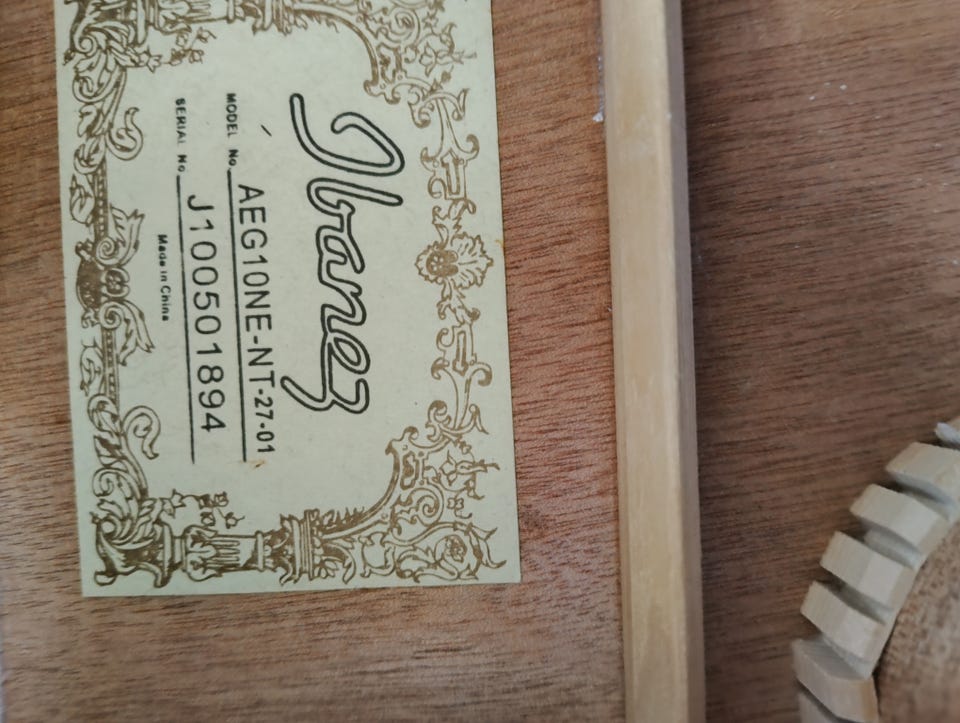 Ibanez
MODEL No AEG10NE-NT-27-01
SERIAL No J100501894
Made in China